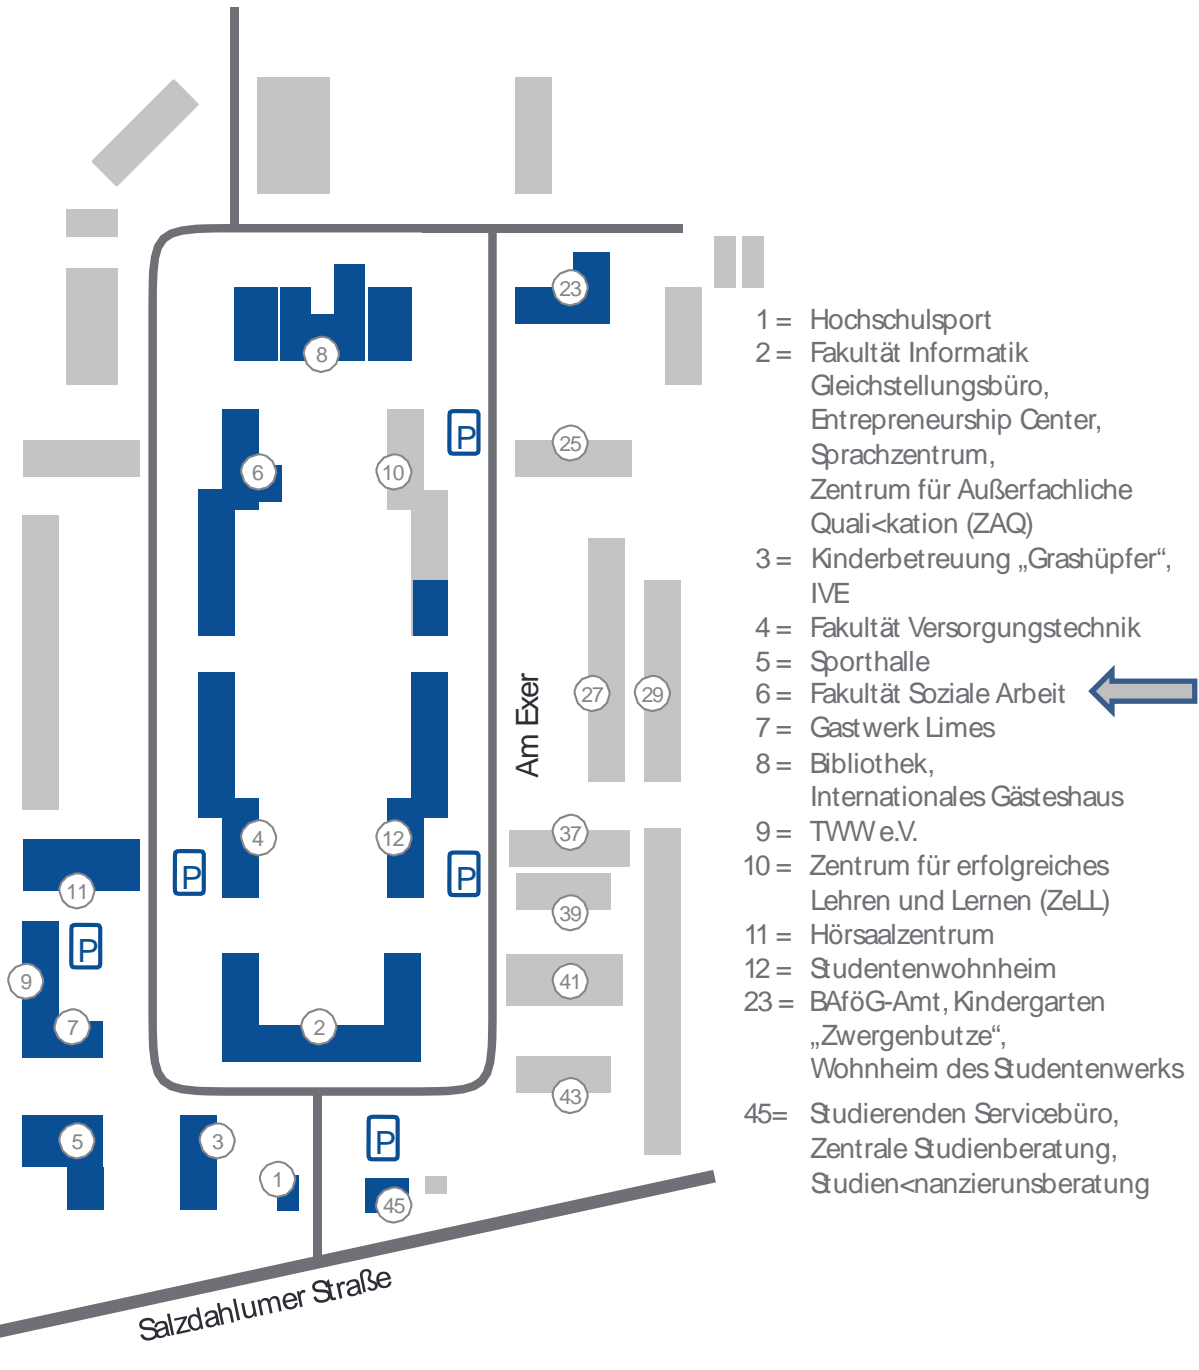 23
8
P
25
6
10
1 = Hochschulsport
2 = Fakultät Informatik
Gleichstellungsbüro,
Entrepreneurship Center,
Sprachzentrum,
Zentrum für Außerfachliche
Quali<kation (ZAQ)
3 = Kinderbetreuung „Grashüpfer“,
IVE
4 = Fakultät Versorgungstechnik
5 = Sporthalle
6 = Fakultät Soziale Arbeit
7 = Gastwerk Limes
8 = Bibliothek,
Internationales Gästeshaus
9 = TWW e.V.
10 = Zentrum für erfolgreiches
Lehren und Lernen (ZeLL)
11 = Hörsaalzentrum
12 = Studentenwohnheim
23 = BAföG-Amt, Kindergarten
„Zwergenbutze“,
Wohnheim des Studentenwerks
45= Studierenden Servicebüro,
Zentrale Studienberatung,
Studien<nanzierunsberatung
Am Exer
27
29
4
12
37
P
P
11
39
P
9
41
7
2
43
5
3
P
1
45
Salzdahlumer Straße